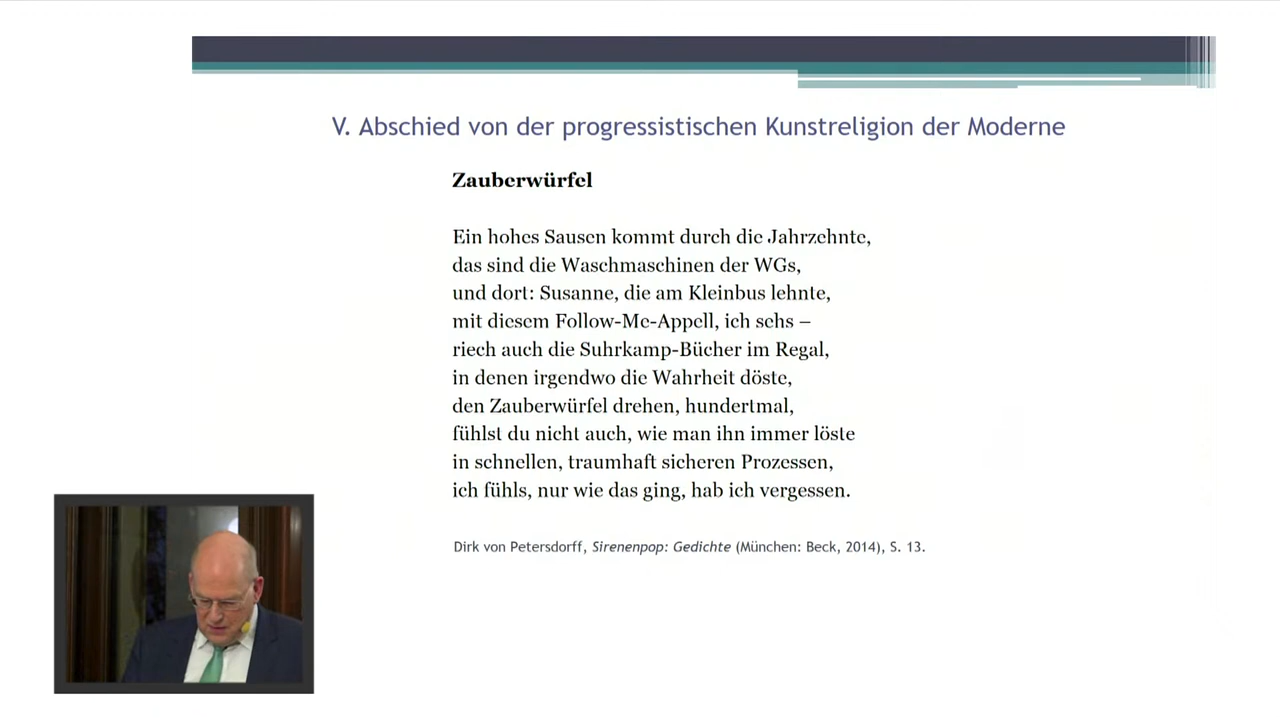 V. Abschied von der progressistischen Kunstreligion der Moderne
Zauberwürfel
Ein hohes Sausen kommt durch die Jahrzehnte,
das sind die Waschmaschinen der WGs,
und dort: Susanne, die am Kleinbus lehnte,
mit diesem Follow-Me-Appell, ich sehs –
riech auch die Suhrkamp-Bücher im Regal,
in denen irgendwo die Wahrheit döste,
den Zauberwürfel drehen, hundertmal,
fühlst du nicht auch, wie man ihn immer löste
in schnellen, traumhaft sicheren Prozessen,
ich fühls, nur wie das ging, hab ich vergessen.
Dirk von Petersdorff, Sirenenpop: Gedichte (München: Beck, 2014), S. 13.